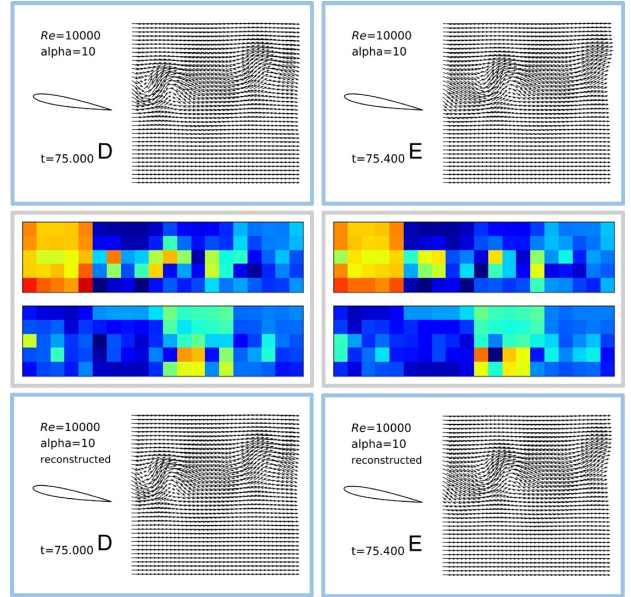 Re=10000
alpha=10
t=75.000 D
Re=10000
alpha=10
t=75.400 E
Re=10000
alpha=10
reconstructed
t=75.000 D
Re=10000
alpha=10
reconstructed
t=75.400 E